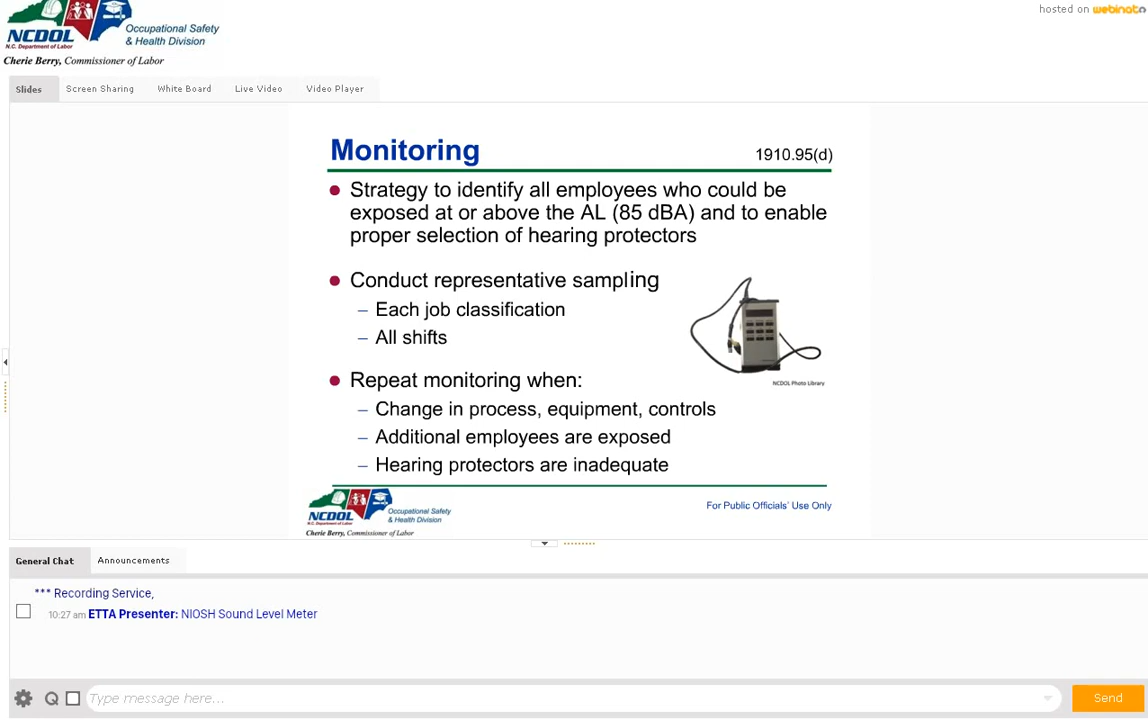 hosted on webinato
NCDOL
N.C. Department of Labor
Occupational Safety
& Health Division
Cherie Berry, Commissioner of Labor
Slides
Screen Sharing
White Board
Live Video
Video Player
Monitoring
1910.95(d)
Strategy to identify all employees who could be
exposed at or above the AL (85 dBA) and to enable
proper selection of hearing protectors
Conduct representative sampling
– Each job classification
– All shifts
NCDOL Photo Library
Repeat monitoring when:
– Change in process, equipment, controls
– Additional employees are exposed
– Hearing protectors are inadequate
NCDOL
N.C. Department of Labor
Occupational Safety
& Health Division
Cherie Berry, Commissioner of Labor
For Public Officials' Use Only
General Chat
Announcements
*** Recording Service,
10:27 am ETTA Presenter: NIOSH Sound Level Meter
Type message here...
Send